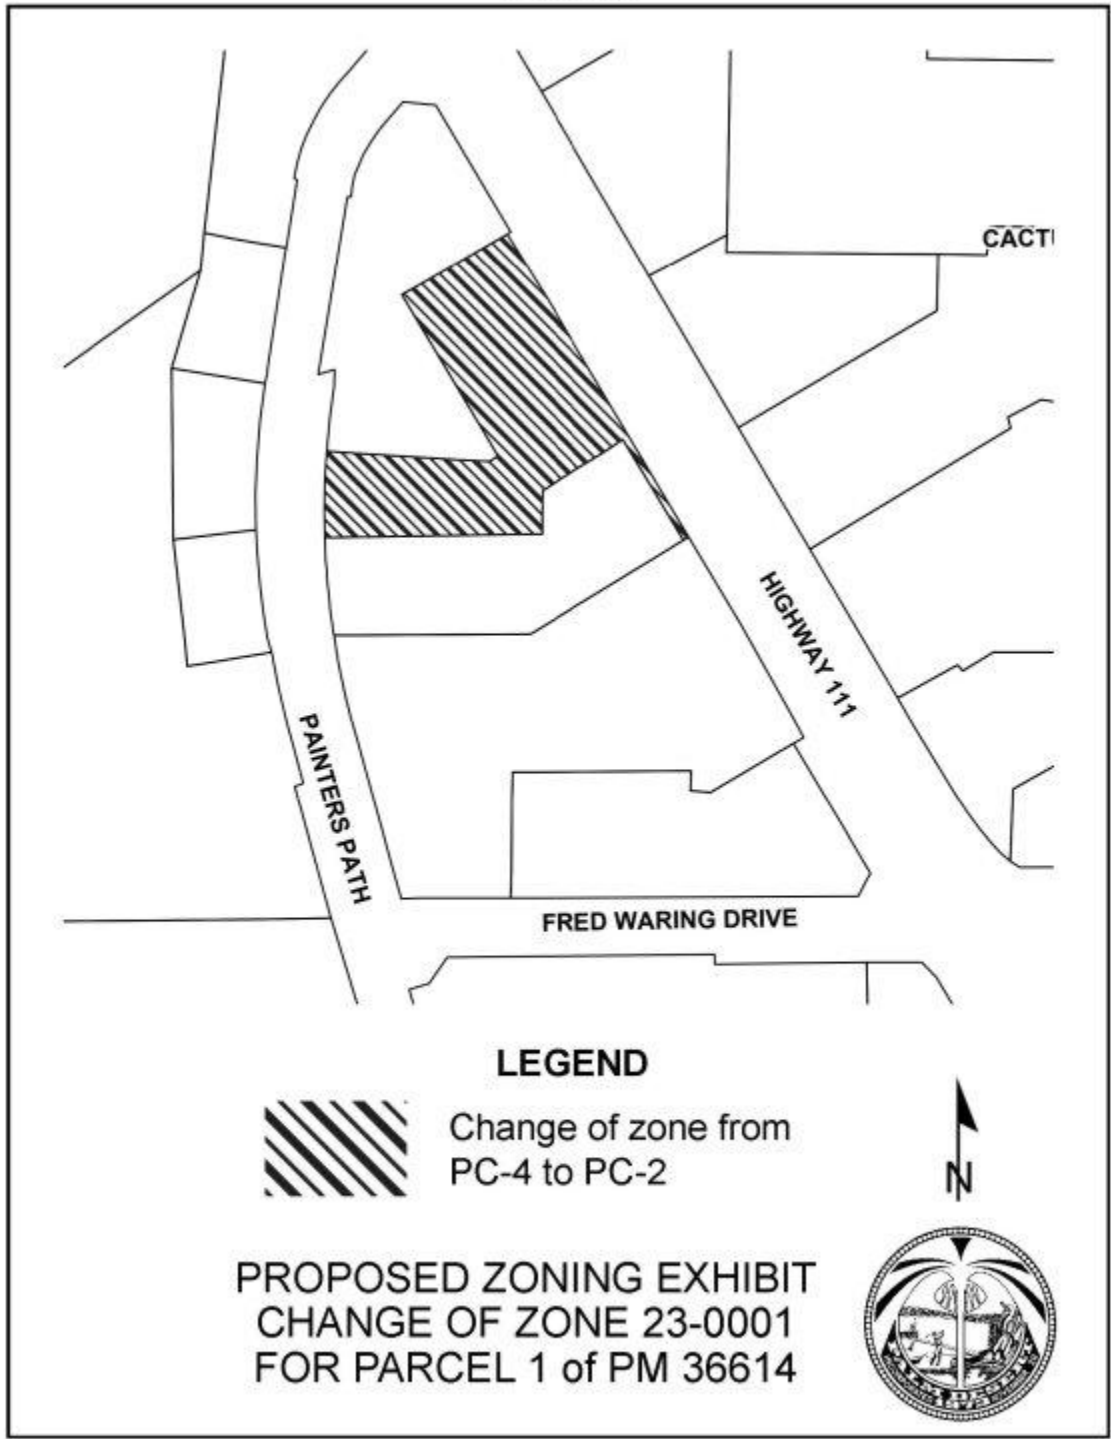 CACT
HIGHWAY 111
PAINTERS PATH
FRED WARING DRIVE
LEGEND
Change of zone from
PC-4 to PC-2
N
PROPOSED ZONING EXHIBIT
CHANGE OF ZONE 23-0001
FOR PARCEL 1 of PM 36614